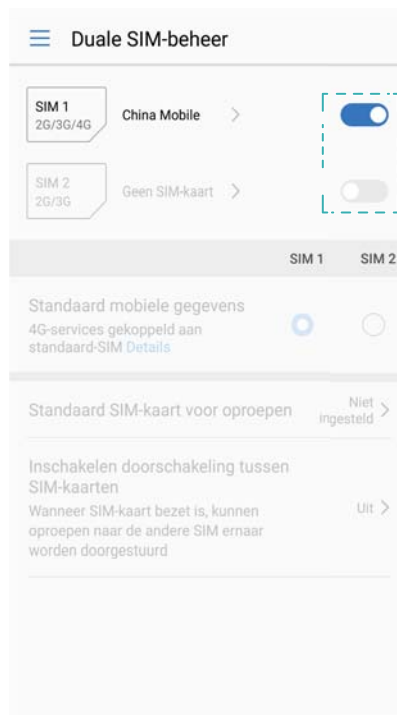 Duale SIM-beheer
SIM 1
2G/3G/4G
China Mobile
SIM 2
2G/3G
Geen SIM-kaart
SIM 1 SIM 2
Standaard mobiele gegevens
4G-services gekoppeld aan
standaard-SIM Details
Standaard SIM-kaart voor oproepen
Niet
ingesteld
Inschakelen doorschakeling tussen
SIM-kaarten
Wanneer SIM-kaart bezet is, kunnen
oproepen naar de andere SIM ernaar
worden doorgestuurd
Uit